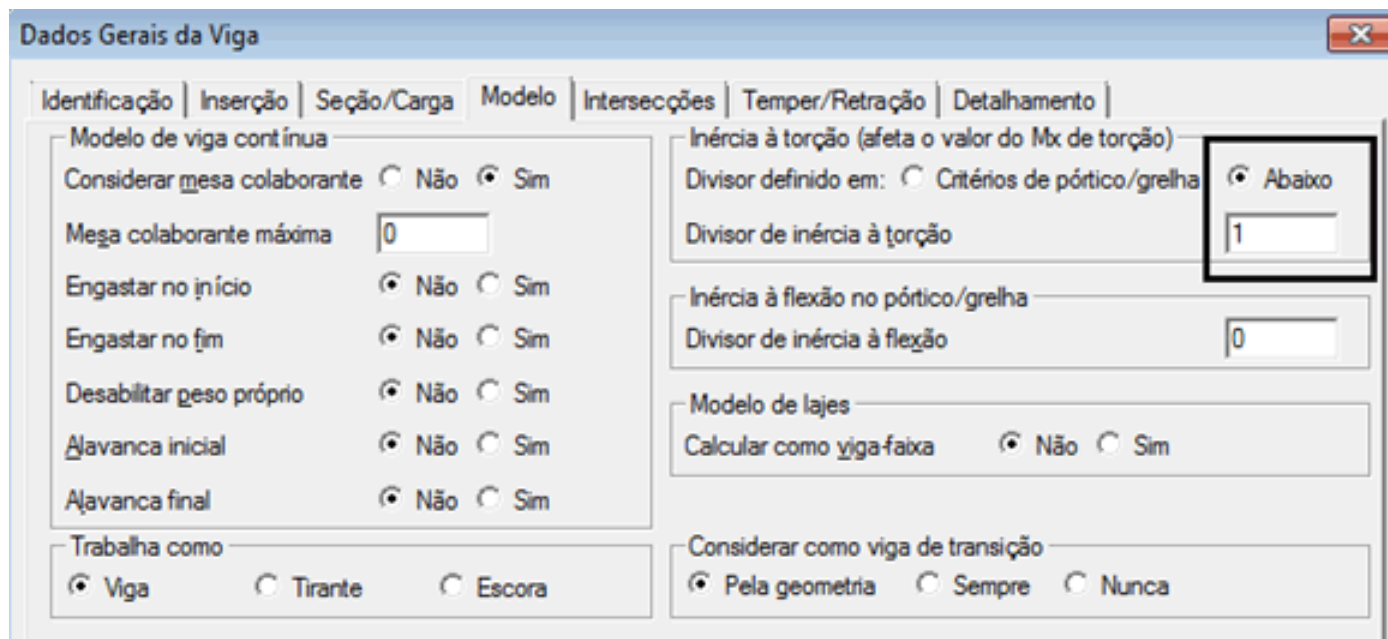 Dados Gerais da Viga
Identificação Inserção Seção/Carga Modelo Intersecções Temper/Retração Detalhamento
Modelo de viga contínua
Considerar mesa colaborante Não Sim
Mesa colaborante máxima 0
Engastar no início Não Sim
Engastar no fim Não Sim
Desabilitar peso próprio Não Sim
Alavanca inicial Não Sim
Alavanca final Não Sim
Trabalha como
Viga Tirante Escora
Inércia à torção (afeta o valor do Mx de torção)
Divisor definido em: Critérios de pórtico/grelha Abaixo
Divisor de inércia à torção 1
Inércia à flexão no pórtico/grelha
Divisor de inércia à flexão 0
Modelo de lajes
Calcular como viga-faixa Não Sim
Considerar como viga de transição
Pela geometria Sempre Nunca